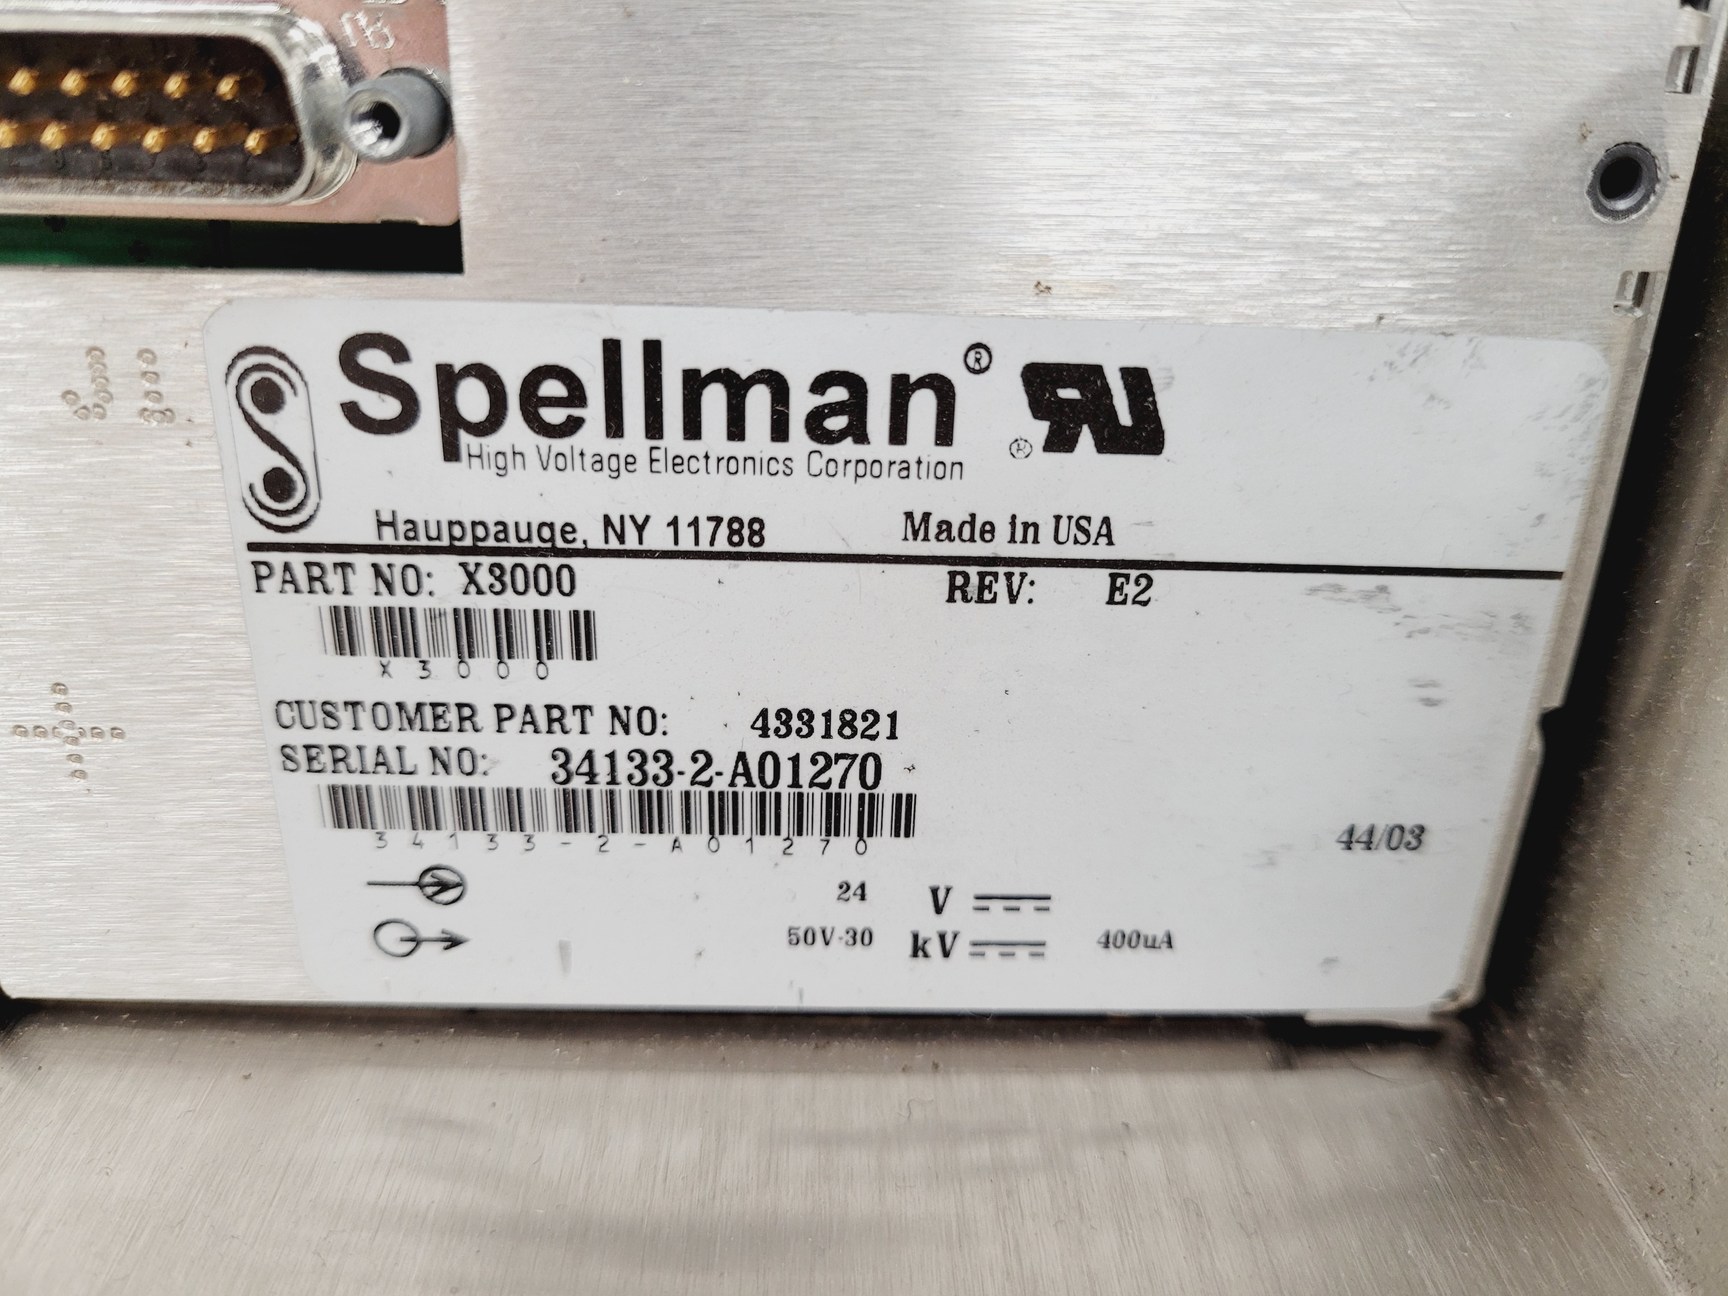 Spellman®
High Voltage Electronics Corporation
Hauppauge, NY 11788 Made in USA
PART NO: X3000 REV: E2
X3000
CUSTOMER PART NO: 4331821
SERIAL NO: 34133-2-A01270
34133-2-A01270
44/03
24 V
50V-30 kV 400uA